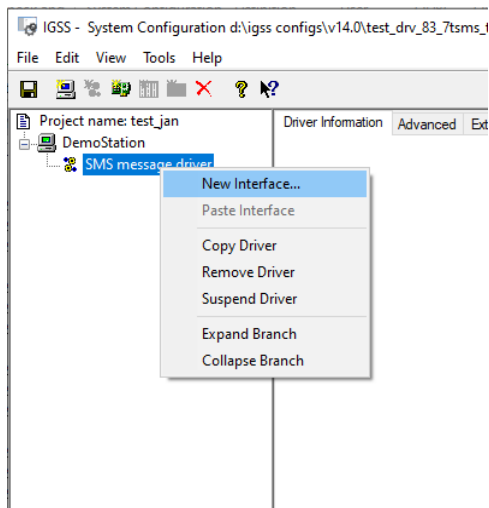 IGSS - System Configuration d:\igss configs\v14.0\test_drv_83_7tsms_t
File Edit View Tools Help
Project name: test_jan
DemoStation
SMS message driver
Driver Information Advanced Ext
New Interface...
Paste Interface
Copy Driver
Remove Driver
Suspend Driver
Expand Branch
Collapse Branch